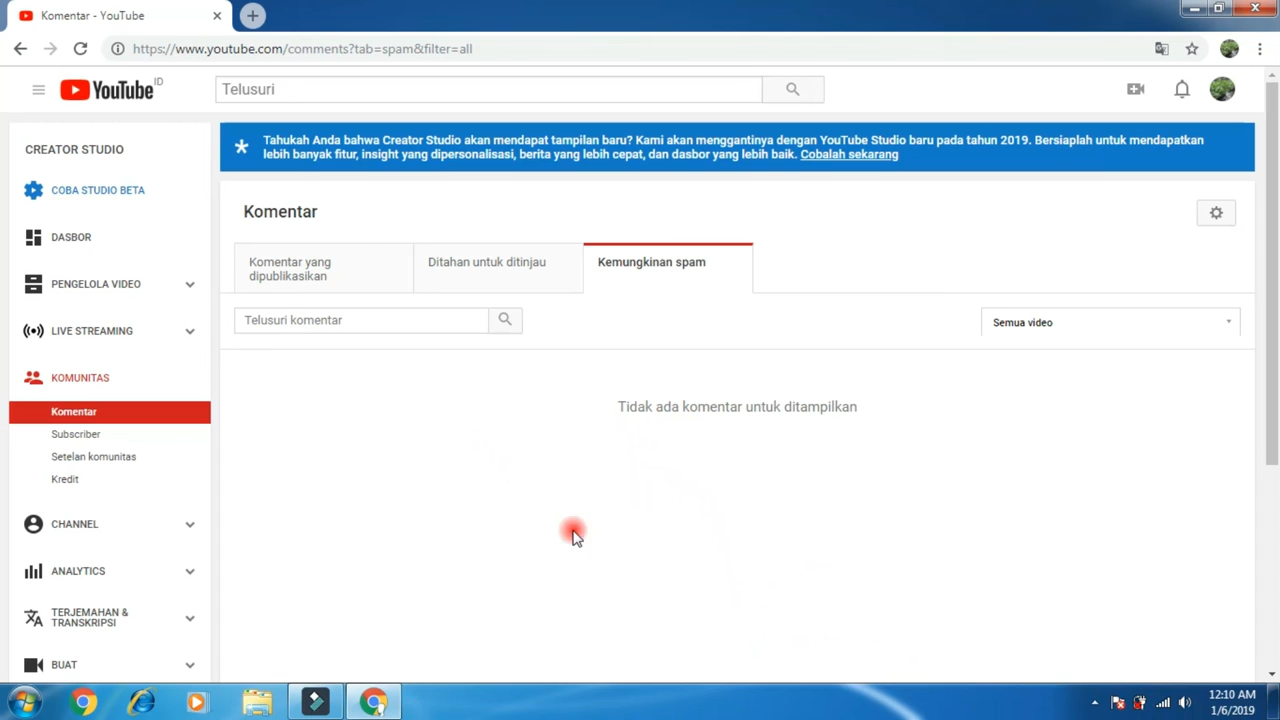 Komentar - YouTube
https://www.youtube.com/comments?tab=spam&filter=all
YouTube ID
Telusuri
CREATOR STUDIO
COBA STUDIO BETA
DASBOR
PENGELOLA VIDEO
LIVE STREAMING
KOMUNITAS
Komentar
Subscriber
Setelan komunitas
Kredit
CHANNEL
ANALYTICS
TERJEMAHAN &
TRANSKRIPSI
BUAT
Tahukah Anda bahwa Creator Studio akan mendapat tampilan baru? Kami akan menggantinya dengan YouTube Studio baru pada tahun 2019. Bersiaplah untuk mendapatkan
lebih banyak fitur, insight yang dipersonalisasi, berita yang lebih cepat, dan dasbor yang lebih baik. Cobalah sekarang
Komentar
Komentar yang
dipublikasikan
Ditahan untuk ditinjau
Kemungkinan spam
Telusuri komentar
Semua video
Tidak ada komentar untuk ditampilkan
12:10 AM
1/6/2019